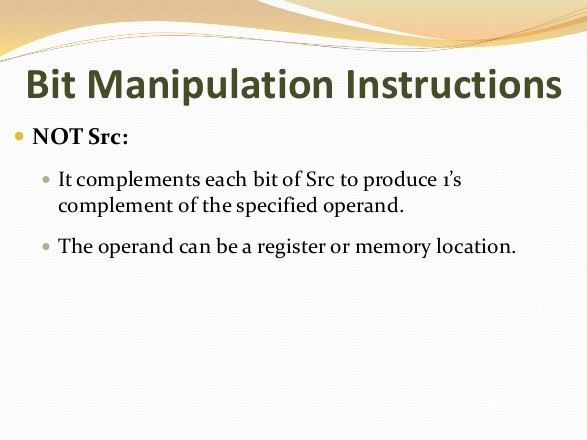 Bit Manipulation Instructions
• NOT Src:
• It complements each bit of Src to produce 1’s
complement of the specified operand.
• The operand can be a register or memory location.